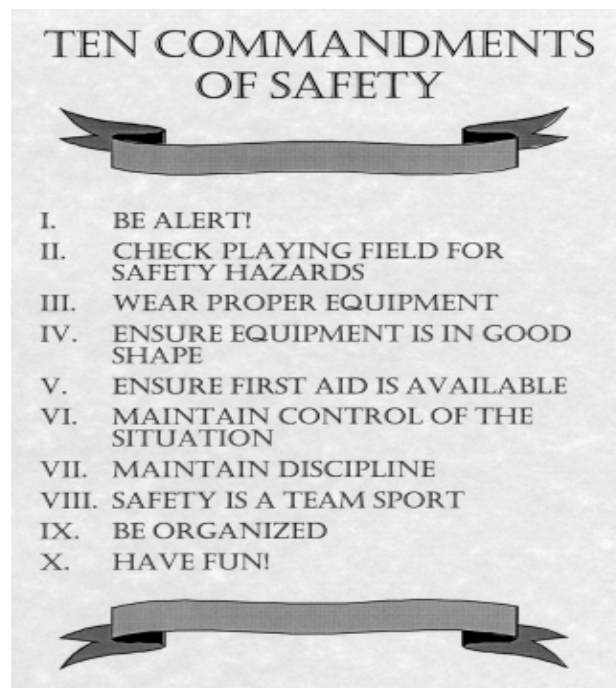 TEN COMMANDMENTS
OF SAFETY
I. BE ALERT!
II. CHECK PLAYING FIELD FOR
SAFETY HAZARDS
III. WEAR PROPER EQUIPMENT
IV. ENSURE EQUIPMENT IS IN GOOD
SHAPE
V. ENSURE FIRST AID IS AVAILABLE
VI. MAINTAIN CONTROL OF THE
SITUATION
VII. MAINTAIN DISCIPLINE
VIII. SAFETY IS A TEAM SPORT
IX. BE ORGANIZED
X. HAVE FUN!